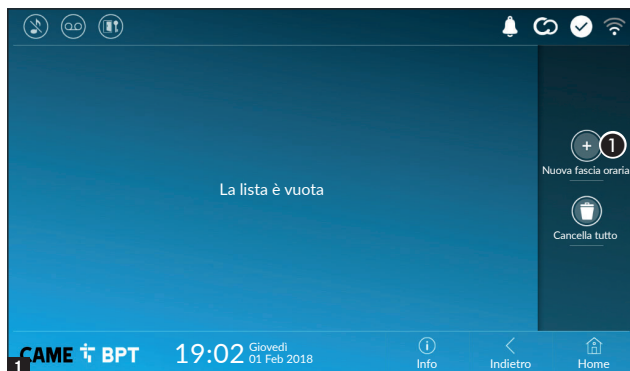 1
Nuova fascia oraria
La lista è vuota
Cancella tutto
CAME BPT
19:02
Giovedì
01 Feb 2018
Info
Indietro
Home
1